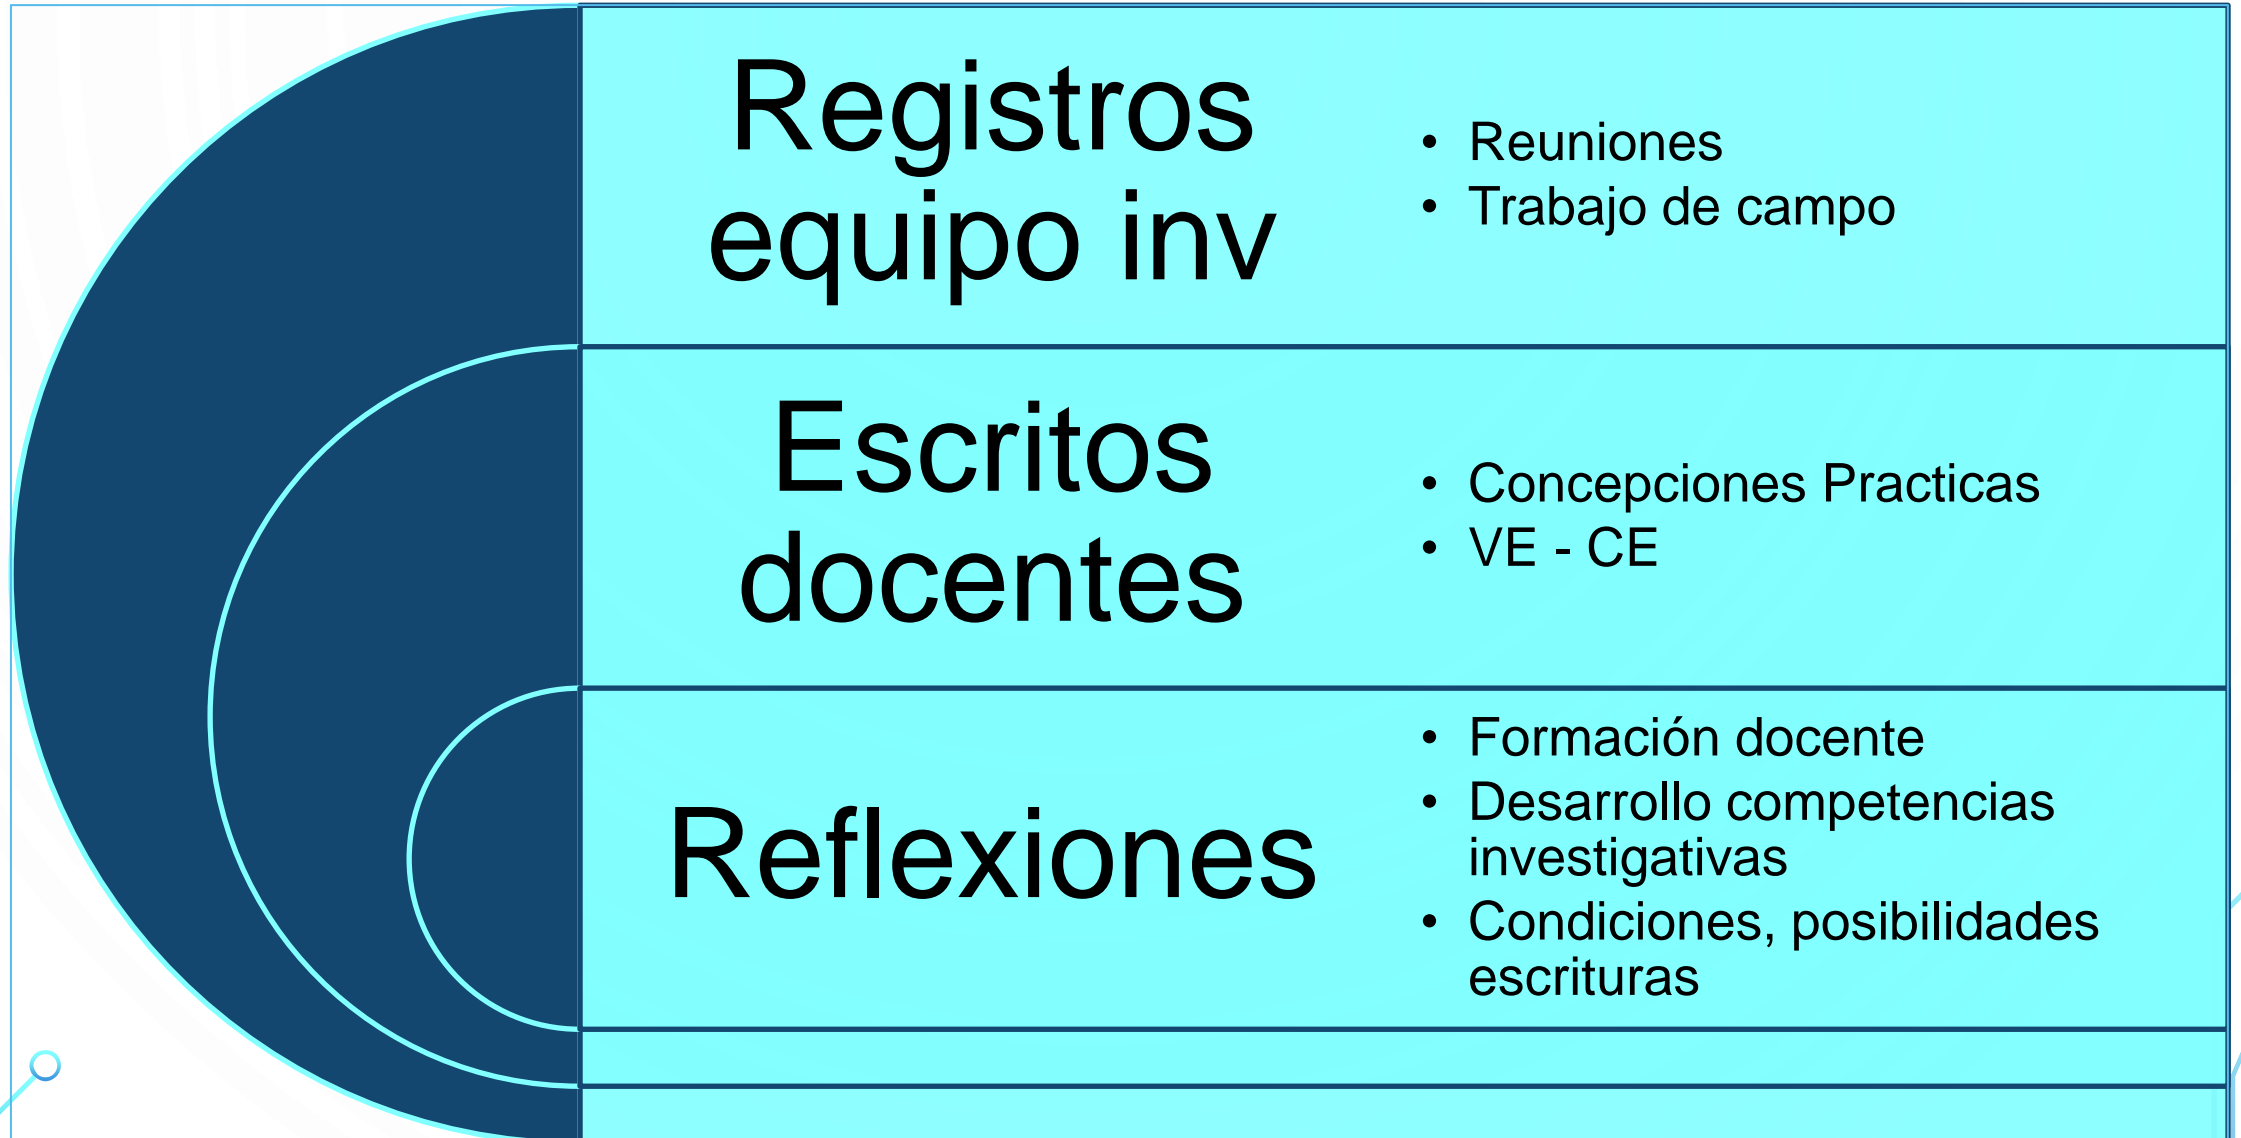 Registros
equipo inv
• Reuniones
• Trabajo de campo
Escritos
docentes
• Concepciones Practicas
• VE - CE
Reflexiones
• Formación docente
• Desarrollo competencias
investigativas
• Condiciones, posibilidades
escrituras